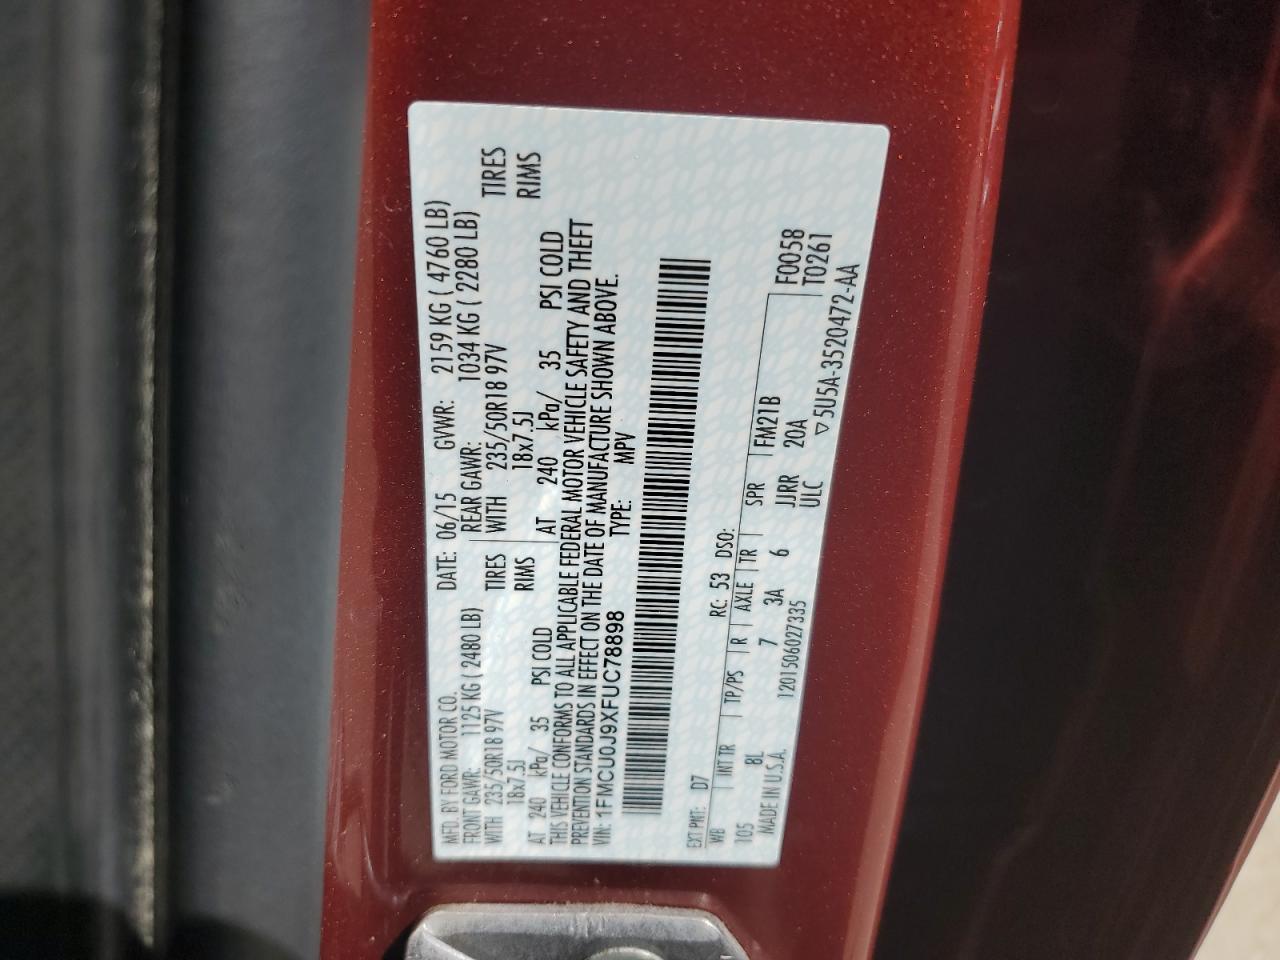 MFD. BY FORD MOTOR CO.
DATE: 06/15 GVWR: 2159 KG ( 4760 LB)
FRONT GAWR: 1125 KG ( 2480 LB) REAR GAWR: 1034 KG ( 2280 LB)
WITH 235/50R18 97V TIRES WITH 235/50R18 97V TIRES
18x7.5J RIMS 18x7.5J RIMS
AT 240 kPa/ 35 PSI COLD AT 240 kPa/ 35 PSI COLD
THIS VEHICLE CONFORMS TO ALL APPLICABLE FEDERAL MOTOR VEHICLE SAFETY AND THEFT
PREVENTION STANDARDS IN EFFECT ON THE DATE OF MANUFACTURE SHOWN ABOVE.
VIN: 1FMCU0J9XFUC78898 TYPE: MPV
EXT PNT: D7 RC: 53 DSO:
WB INT TR TP/PS R AXLE TR SPR FM21B F0058
105 8L 7 3A 6 JJRR 20A T0261
MADE IN U.S.A. 1201506027335 ULC ▽5U5A-3520472-AA